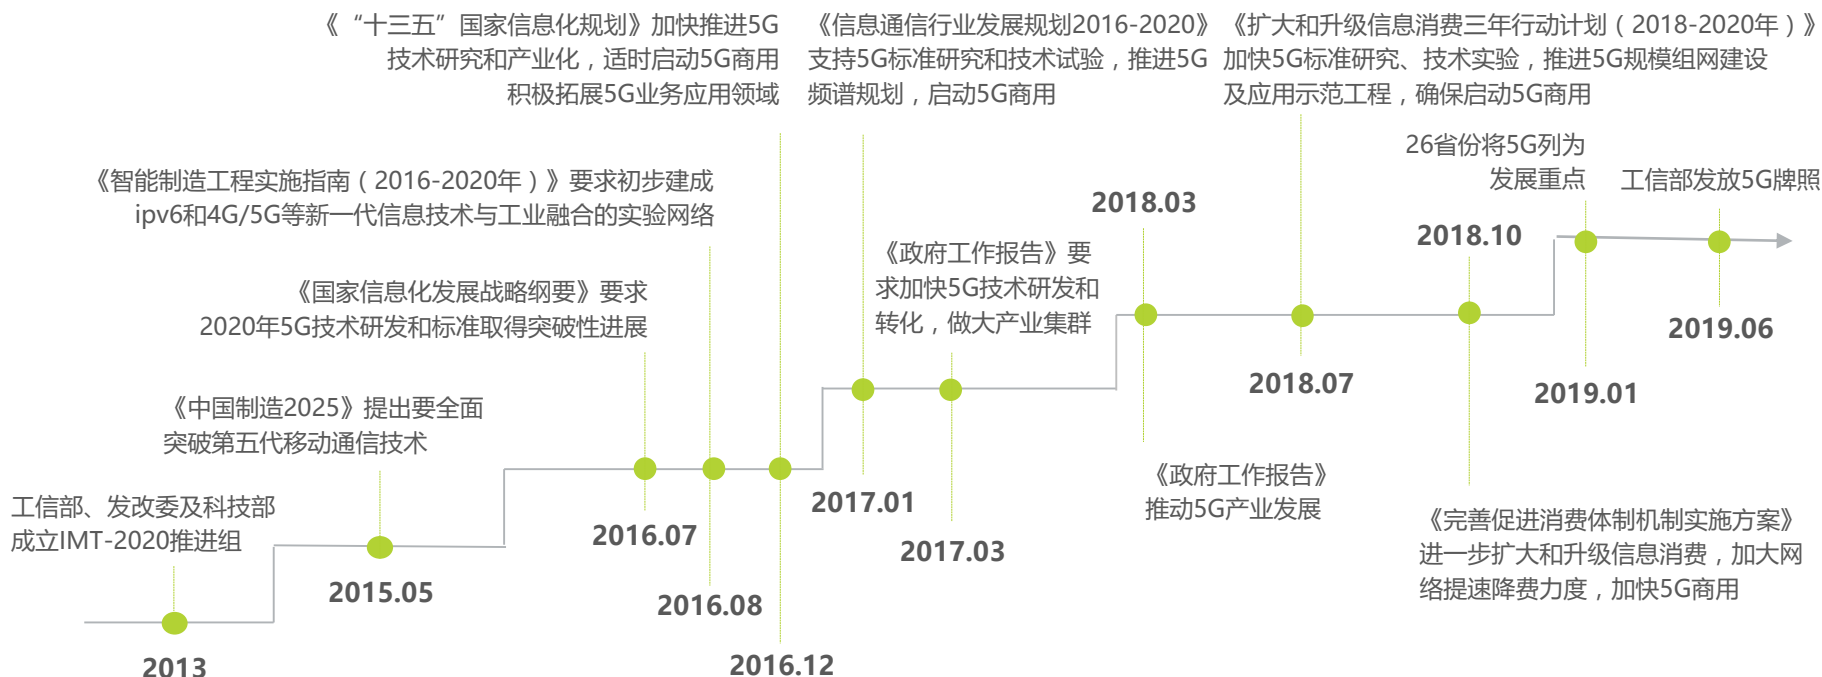 《 “十三五”国家信息化规划》加快推进5G
技术研究和产业化，适时启动5G商用
积极拓展5G业务应用领域
《信息通信行业发展规划2016-2020》
支持5G标准研究和技术试验，推进5G
频谱规划，启动5G商用
《扩大和升级信息消费三年行动计划（2018-2020年）》
加快5G标准研究、技术实验，推进5G规模组网建设
及应用示范工程，确保启动5G商用
26省份将5G列为
发展重点
工信部发放5G牌照
《智能制造工程实施指南（2016-2020年）》要求初步建成
ipv6和4G/5G等新一代信息技术与工业融合的实验网络
2018.03
2018.10
《政府工作报告》要
求加快5G技术研发和
转化，做大产业集群
《国家信息化发展战略纲要》要求
2020年5G技术研发和标准取得突破性进展
2019.06
2018.07
2019.01
《中国制造2025》提出要全面
突破第五代移动通信技术
《政府工作报告》
推动5G产业发展
2017.01
工信部、发改委及科技部
成立IMT-2020推进组
2016.07
2017.03
《完善促进消费体制机制实施方案》
进一步扩大和升级信息消费，加大网
络提速降费力度，加快5G商用
2015.05
2016.08
2013
2016.12